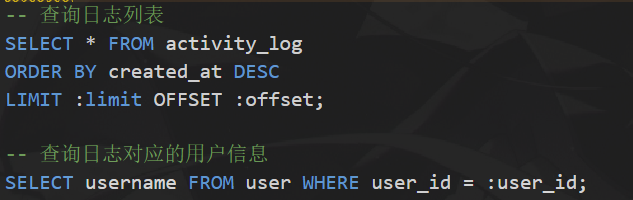 -- 查询日志列表
SELECT * FROM activity_log
ORDER BY created_at DESC
LIMIT :limit OFFSET :offset;
-- 查询日志对应的用户信息
SELECT username FROM user WHERE user_id = :user_id;